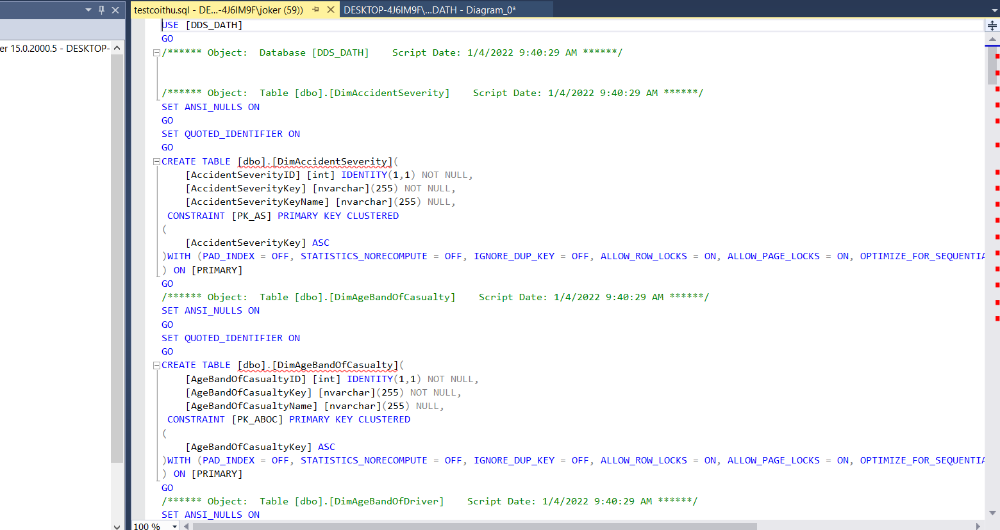 testcoithu.sql - DE...-4J6IM9F\joker (59))
DESKTOP-4J6IM9F\...DATH - Diagram_0*
er 15.0.2000.5 - DESKTOP-
USE [DDS_DATH]
GO
/****** Object:  Database [DDS_DATH]    Script Date: 1/4/2022 9:40:29 AM ******/
/****** Object:  Table [dbo].[DimAccidentSeverity]    Script Date: 1/4/2022 9:40:29 AM ******/
SET ANSI_NULLS ON
GO
SET QUOTED_IDENTIFIER ON
GO
CREATE TABLE [dbo].[DimAccidentSeverity](
[AccidentSeverityID] [int] IDENTITY(1,1) NOT NULL,
[AccidentSeverityKey] [nvarchar](255) NOT NULL,
[AccidentSeverityKeyName] [nvarchar](255) NULL,
CONSTRAINT [PK_AS] PRIMARY KEY CLUSTERED
(
[AccidentSeverityKey] ASC
)WITH (PAD_INDEX = OFF, STATISTICS_NORECOMPUTE = OFF, IGNORE_DUP_KEY = OFF, ALLOW_ROW_LOCKS = ON, ALLOW_PAGE_LOCKS = ON, OPTIMIZE_FOR_SEQUENTIA
) ON [PRIMARY]
GO
/****** Object:  Table [dbo].[DimAgeBandOfCasualty]    Script Date: 1/4/2022 9:40:29 AM ******/
SET ANSI_NULLS ON
GO
SET QUOTED_IDENTIFIER ON
GO
CREATE TABLE [dbo].[DimAgeBandOfCasualty](
[AgeBandOfCasualtyID] [int] IDENTITY(1,1) NOT NULL,
[AgeBandOfCasualtyKey] [nvarchar](255) NOT NULL,
[AgeBandOfCasualtyName] [nvarchar](255) NULL,
CONSTRAINT [PK_ABOC] PRIMARY KEY CLUSTERED
(
[AgeBandOfCasualtyKey] ASC
)WITH (PAD_INDEX = OFF, STATISTICS_NORECOMPUTE = OFF, IGNORE_DUP_KEY = OFF, ALLOW_ROW_LOCKS = ON, ALLOW_PAGE_LOCKS = ON, OPTIMIZE_FOR_SEQUENTIA
) ON [PRIMARY]
GO
/****** Object:  Table [dbo].[DimAgeBandOfDriver]    Script Date: 1/4/2022 9:40:29 AM ******/
SET ANSI_NULLS ON
100 %